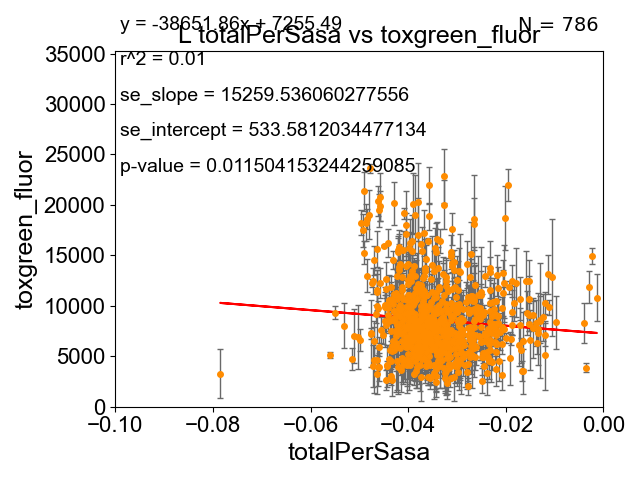 y = -38651.86x + 7255.49
N = 786
L totalPerSasa vs toxgreen_fluor
r^2 = 0.01
se_slope = 15259.536060277556
se_intercept = 533.5812034477134
p-value = 0.011504153244259085
35000
30000
25000
20000
15000
10000
5000
0
toxgreen_fluor
−0.10 −0.08 −0.06 −0.04 −0.02 0.00
totalPerSasa